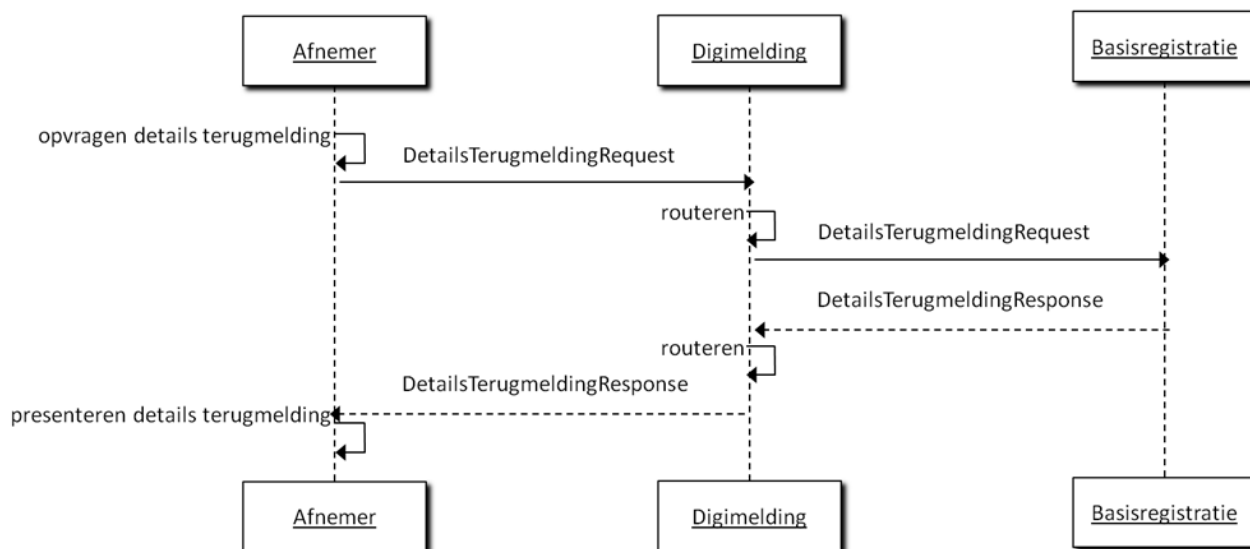 Afnemer
Digimelding
Basisregistratie
opvragen details terugmelding
DetailsTerugmeldingRequest
routeren
DetailsTerugmeldingRequest
DetailsTerugmeldingResponse
routeren
DetailsTerugmeldingResponse
presenteren details terugmelding
Afnemer
Digimelding
Basisregistratie